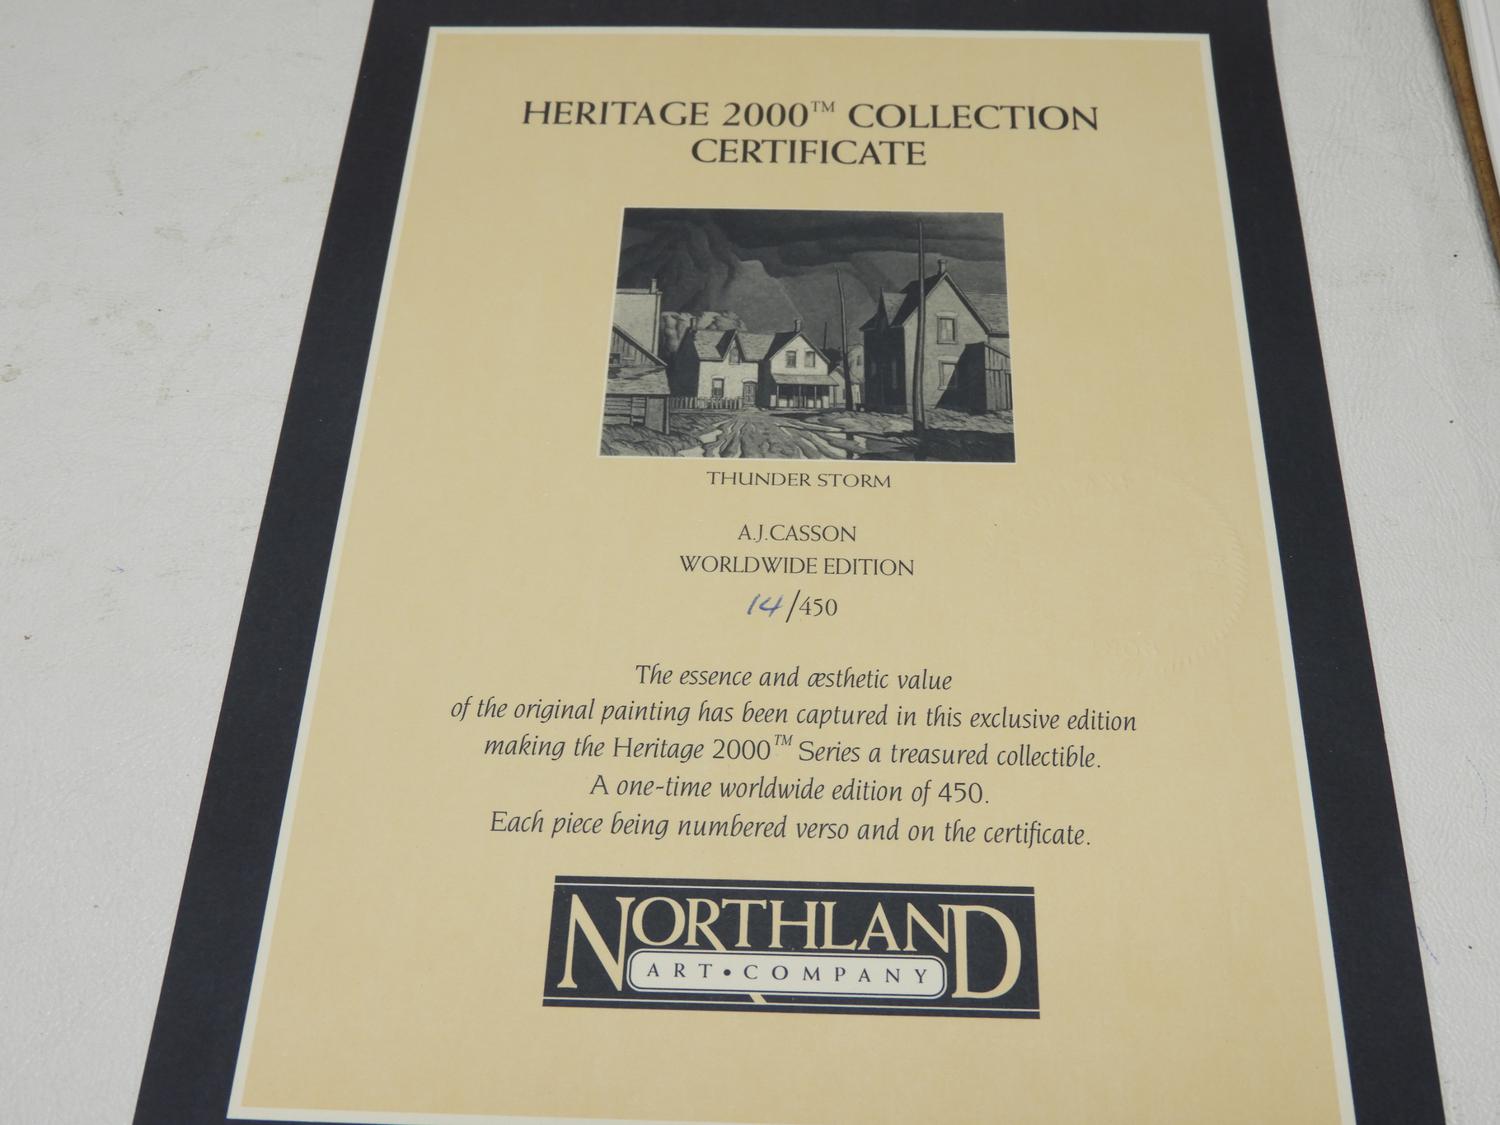 HERITAGE 2000™ COLLECTION
CERTIFICATE
THUNDER STORM
A.J.CASSON
WORLDWIDE EDITION
14/450
The essence and æsthetic value
of the original painting has been captured in this exclusive edition
making the Heritage 2000™ Series a treasured collectible.
A one-time worldwide edition of 450.
Each piece being numbered verso and on the certificate.
NORTHLAND
ART•COMPANY